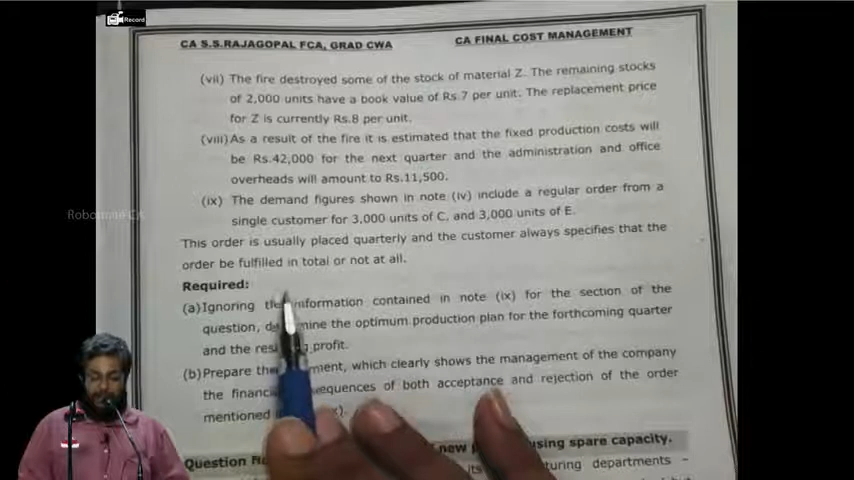 Record
CA S.S.RAJAGOPAL FCA, GRAD CWA CA FINAL COST MANAGEMENT
(vii) The fire destroyed some of the stock of material Z. The remaining stocks
of 2,000 units have a book value of Rs.7 per unit. The replacement price
for Z is currently Rs.8 per unit.
(viii) As a result of the fire it is estimated that the fixed production costs will
be Rs.42,000 for the next quarter and the administration and office
overheads will amount to Rs.11,500.
(ix) The demand figures shown in note (iv) include a regular order from a
single customer for 3,000 units of C, and 3,000 units of E.
This order is usually placed quarterly and the customer always specifies that the
order be fulfilled in total or not at all.
Required:
(a) Ignoring the information contained in note (ix) for the section of the
question, determine the optimum production plan for the forthcoming quarter
and the resulting profit.
(b) Prepare the which clearly shows the management of the company
the financial consequences of both acceptance and rejection of the order
mentioned
new using spare capacity.
Question departments –